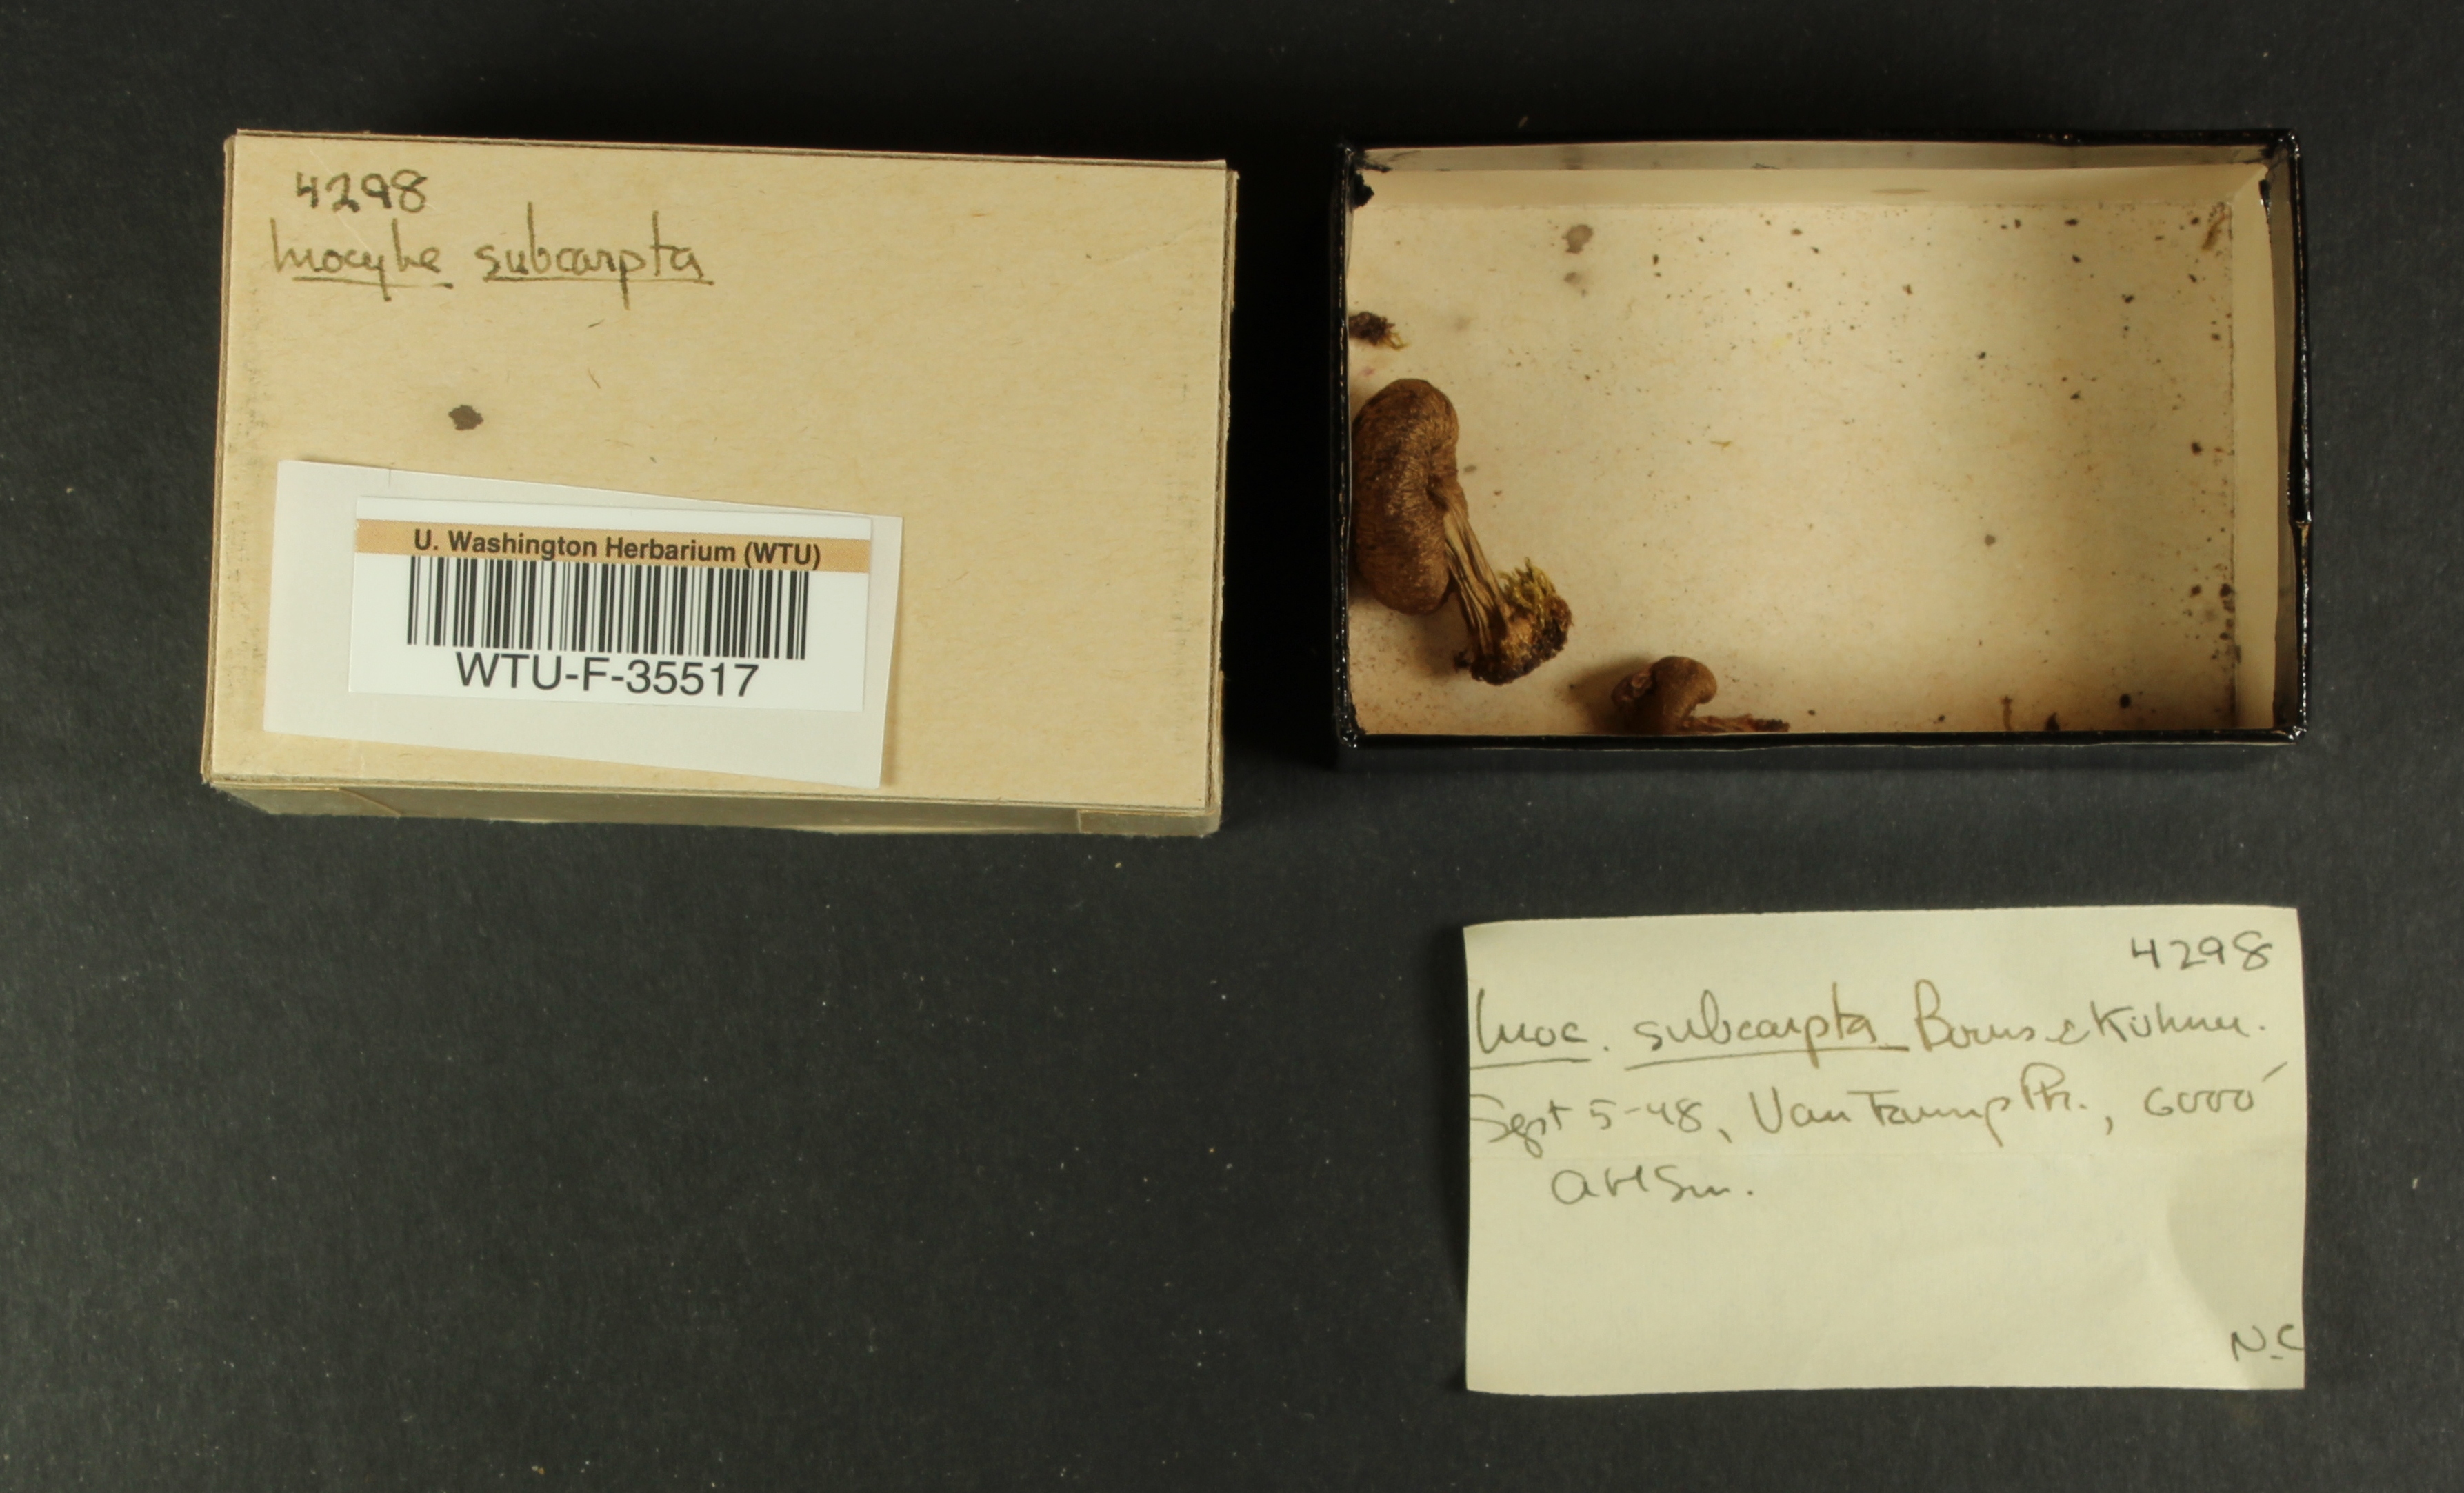 4298
Inocybe subcarpta
U. Washington Herbarium (WTU)
WTU-F-35517
4298
Inoc. subcarpta Bours & Kühner.
Sept 5-48, Van Trump Pk., 6000'
AHSm.
N.C